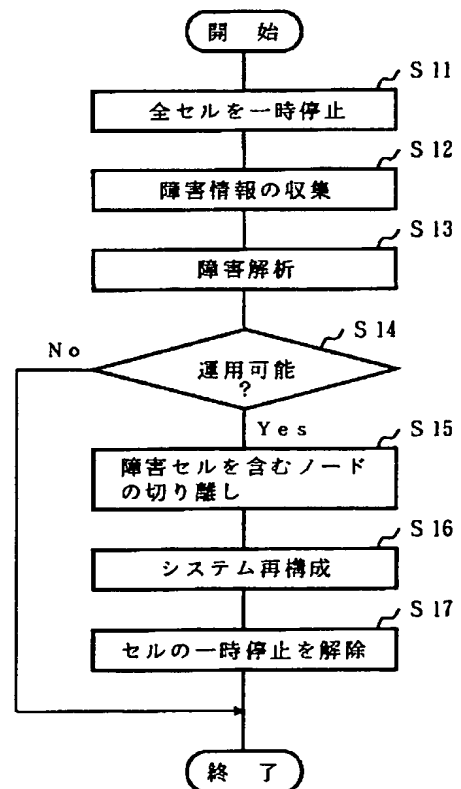 開 始
S11
全セルを一時停止
S12
障害情報の収集
S13
障害解析
S14
No
運用可能
?
Yes
S15
障害セルを含むノード
の切り離し
S16
システム再構成
S17
セルの一時停止を解除
終 了